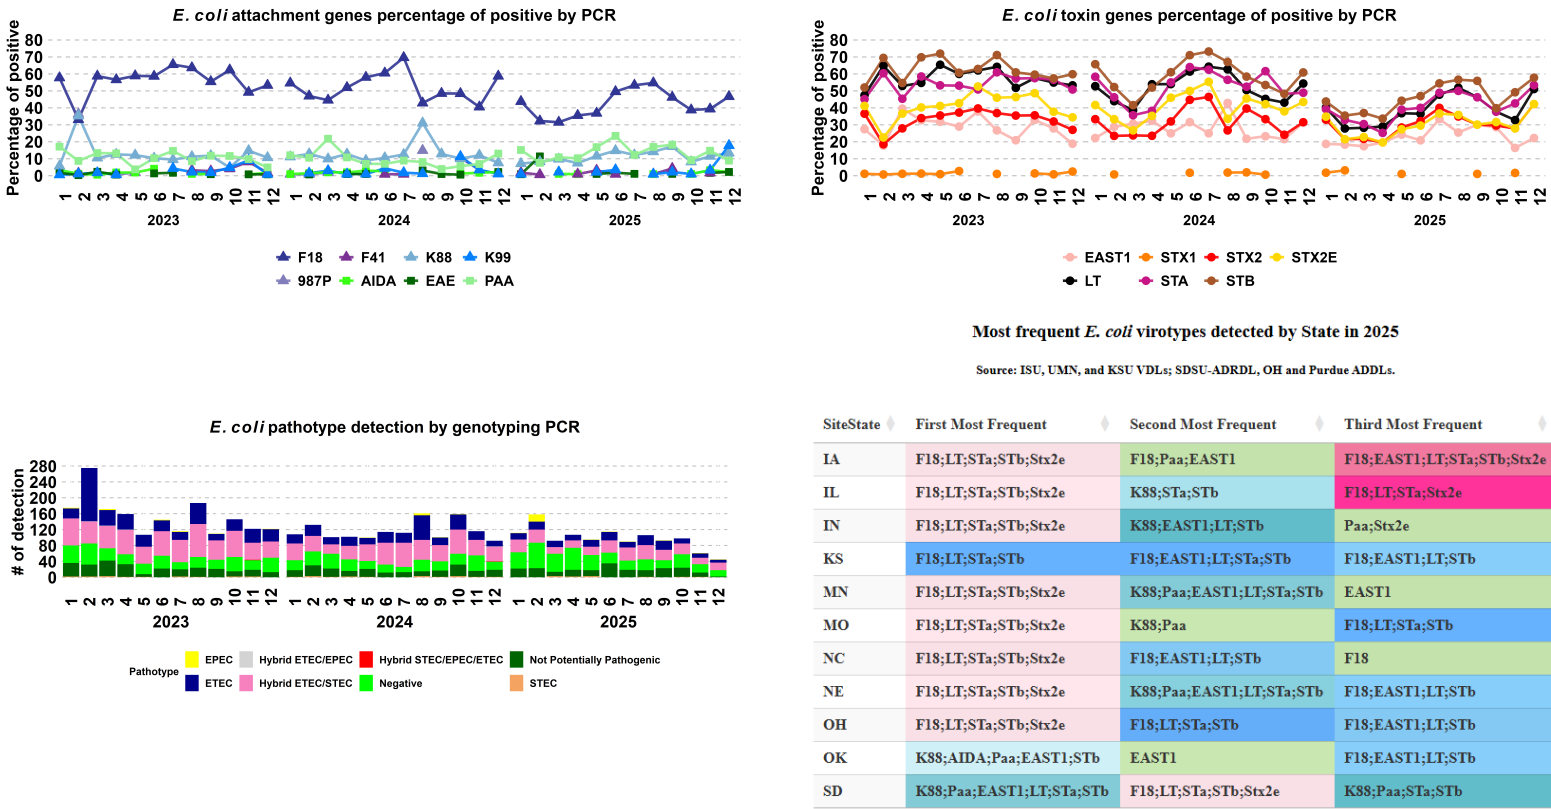 E. coli attachment genes percentage of positive by PCR
Percentage of positive
80
70
60
50
40
30
20
10
0
1 2 3 4 5 6 7 8 9 10 11 12 1 2 3 4 5 6 7 8 9 10 11 12 1 2 3 4 5 6 7 8 9 10 11 12
2023 2024 2025
F18 F41 K88 K99
987P AIDA EAE PAA
E. coli toxin genes percentage of positive by PCR
Percentage of positive
80
70
60
50
40
30
20
10
0
1 2 3 4 5 6 7 8 9 10 11 12 1 2 3 4 5 6 7 8 9 10 11 12 1 2 3 4 5 6 7 8 9 10 11 12
2023 2024 2025
EAST1 STX1 STX2 STX2E
LT STA STB
E. coli pathotype detection by genotyping PCR
# of detection
280
240
200
160
120
80
40
0
1 2 3 4 5 6 7 8 9 10 11 12 1 2 3 4 5 6 7 8 9 10 11 12 1 2 3 4 5 6 7 8 9 10 11 12
2023 2024 2025
Pathotype
EPEC Hybrid ETEC/EPEC Hybrid STEC/EPEC/ETEC Not Potentially Pathogenic
ETEC Hybrid ETEC/STEC Negative STEC
Most frequent E. coli virotypes detected by State in 2025
Source: ISU, UMN, and KSU VDLs; SDSU-ADRDL, OH and Purdue ADDLs.
SiteState First Most Frequent Second Most Frequent Third Most Frequent
IA F18;LT;STa;STb;Stx2e F18;Paa;EAST1 F18;EAST1;LT;STa;STb;Stx2e
IL F18;LT;STa;STb;Stx2e K88;STa;STb F18;LT;STa;Stx2e
IN F18;LT;STa;STb;Stx2e K88;EAST1;LT;STb Paa;Stx2e
KS F18;LT;STa;STb F18;EAST1;LT;STa;STb F18;EAST1;LT;STb
MN F18;LT;STa;STb;Stx2e K88;Paa;EAST1;LT;STa;STb EAST1
MO F18;LT;STa;STb;Stx2e K88;Paa F18;LT;STa;STb
NC F18;LT;STa;STb;Stx2e F18;EAST1;LT;STb F18
NE F18;LT;STa;STb;Stx2e K88;Paa;EAST1;LT;STa;STb F18;EAST1;LT;STb
OH F18;LT;STa;STb;Stx2e F18;LT;STa;STb F18;EAST1;LT;STb
OK K88;AIDA;Paa;EAST1;STb EAST1 F18;EAST1;LT;STb
SD K88;Paa;EAST1;LT;STa;STb F18;LT;STa;STb;Stx2e K88;Paa;STa;STb